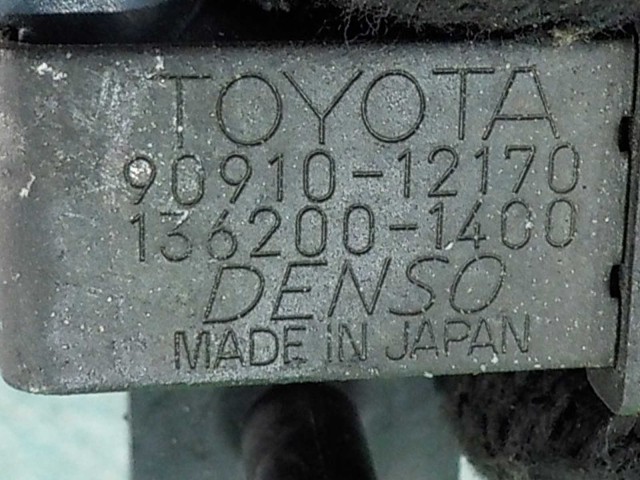 TOYOTA
90910-12170
136200-1400
DENSO
MADE IN JAPAN